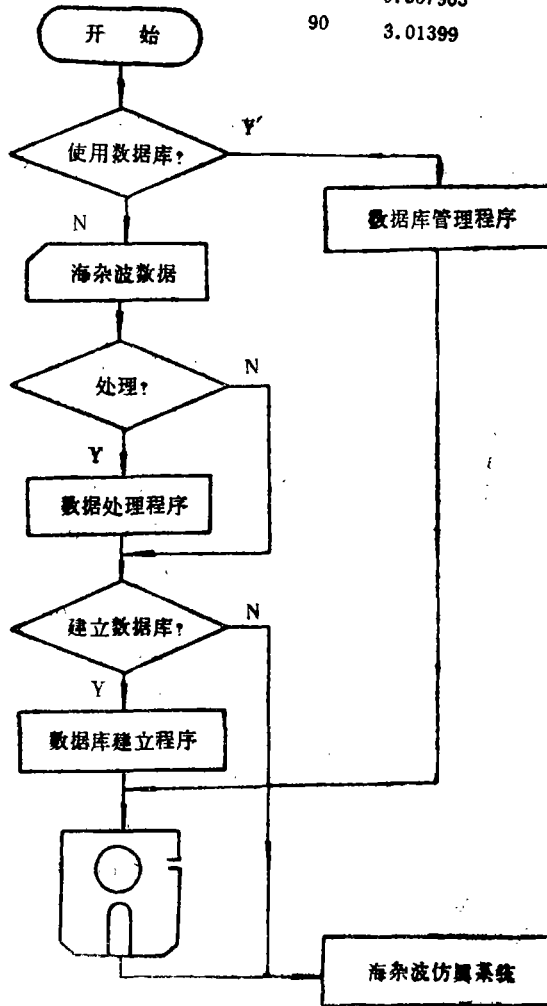 90 3.01399
开 始
使用数据库?
Y′
N
数据库管理程序
海杂波数据
处理?
N
Y
数据处理程序
建立数据库?
N
Y
数据库建立程序
海杂波仿真系统